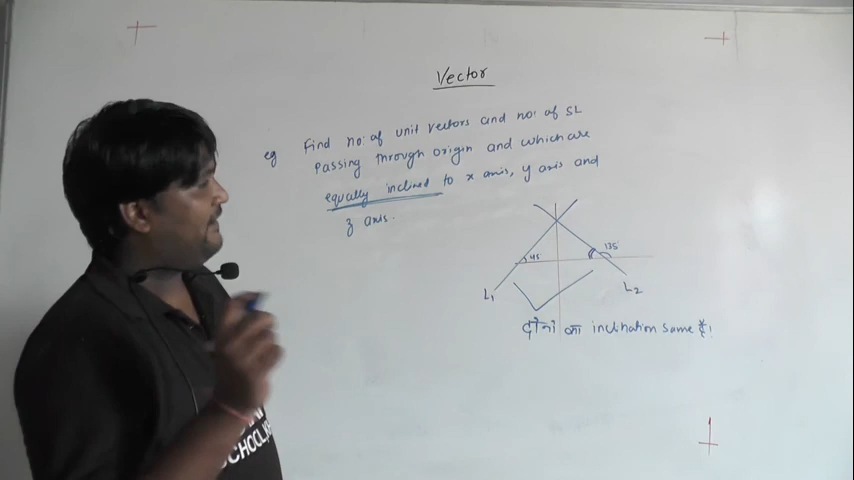 Vector
eg Find no: of unit vectors and no: of SL
passing through origin and which are
equally inclined to x axis, y axis and
z axis.
45
135
L1
L2
दोनो का inclination same है।
SCHOOL